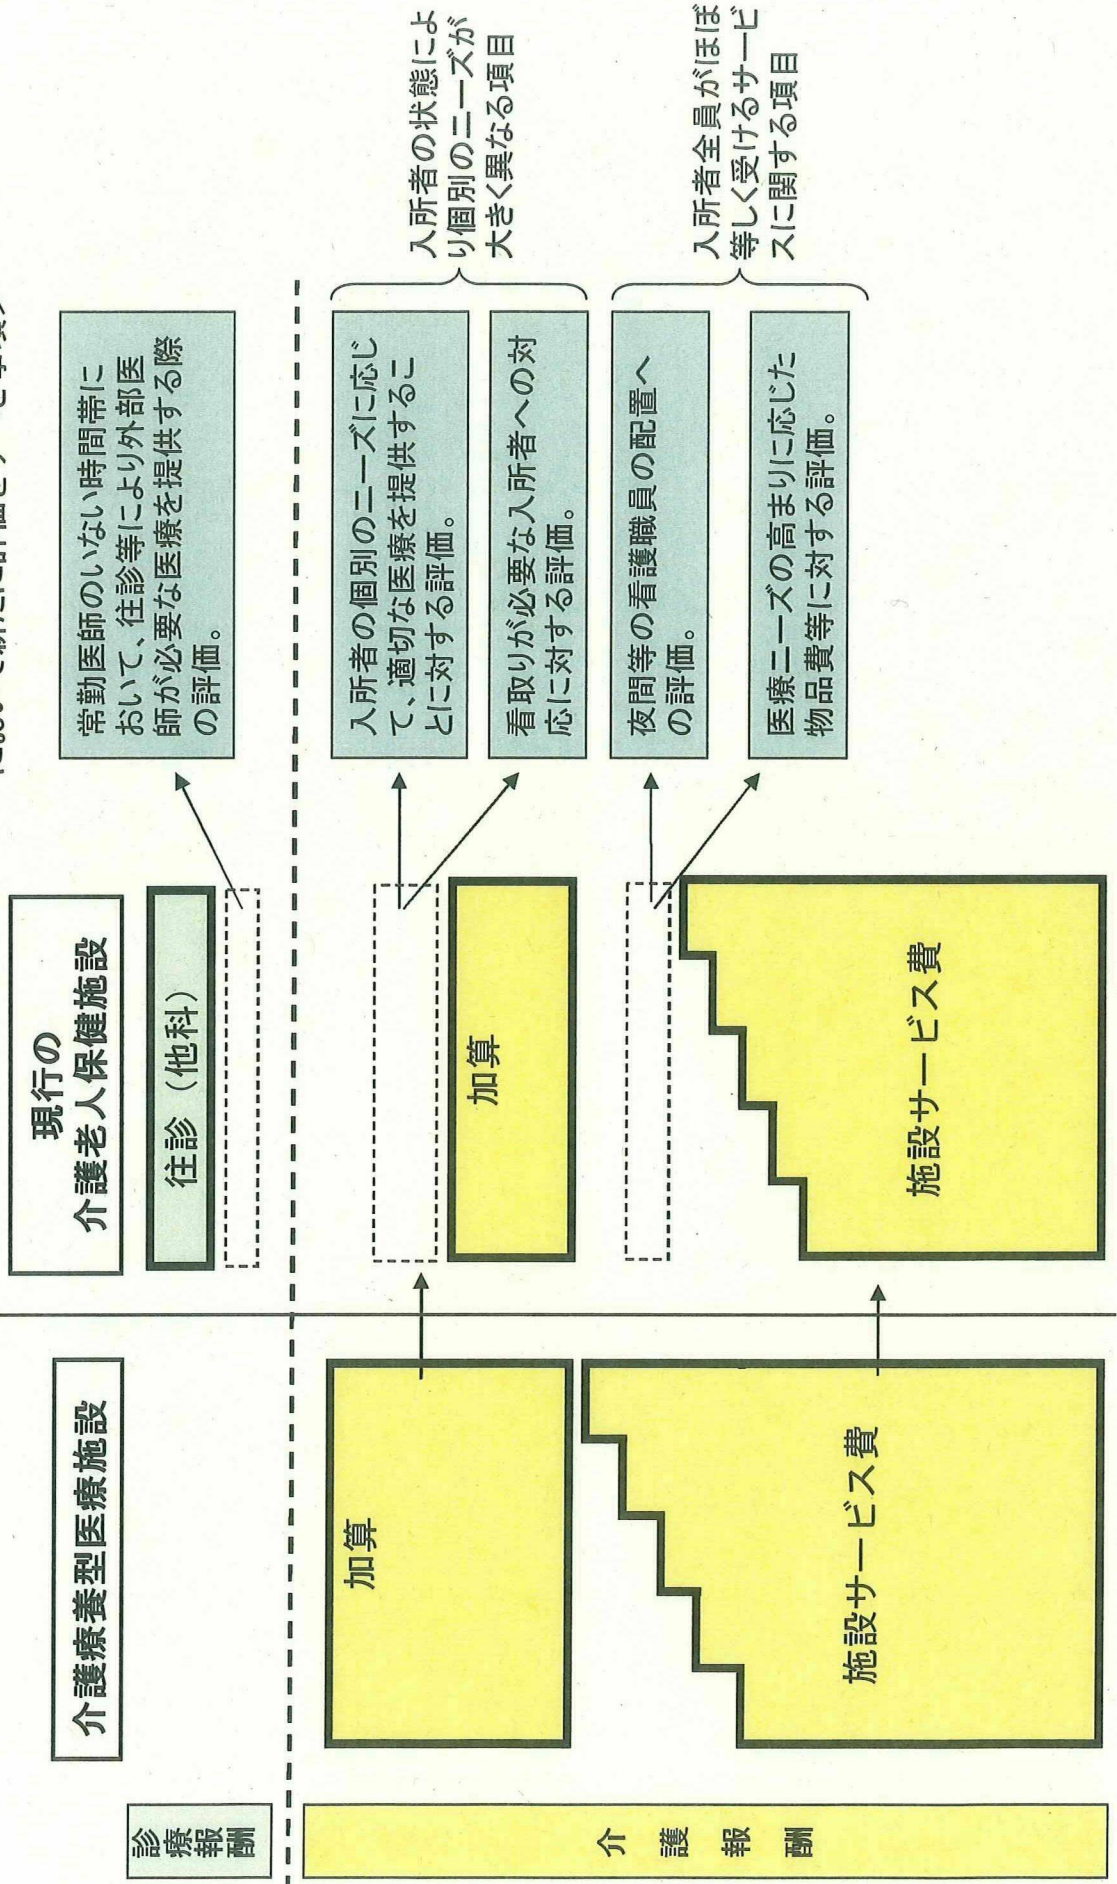 診療
報酬
介護報酬
介護療養型医療施設
加算
施設サービス費
現行の
介護老人保健施設
往診（他科）
加算
施設サービス費
常勤医師のいない時間帯に
おいて、往診等により外部医
師が必要な医療を提供する際
の評価。
入所者の個別のニーズに応じ
て、適切な医療を提供するこ
とに対する評価。
看取りが必要な入所者への対
応に対する評価。
夜間等の看護職員の配置へ
の評価。
医療ニーズの高まりに応じた
物品費等に対する評価。
入所者の状態によ
り個別のニーズが
大きく異なる項目
入所者全員がほぼ
等しく受けるサービ
スに関する項目